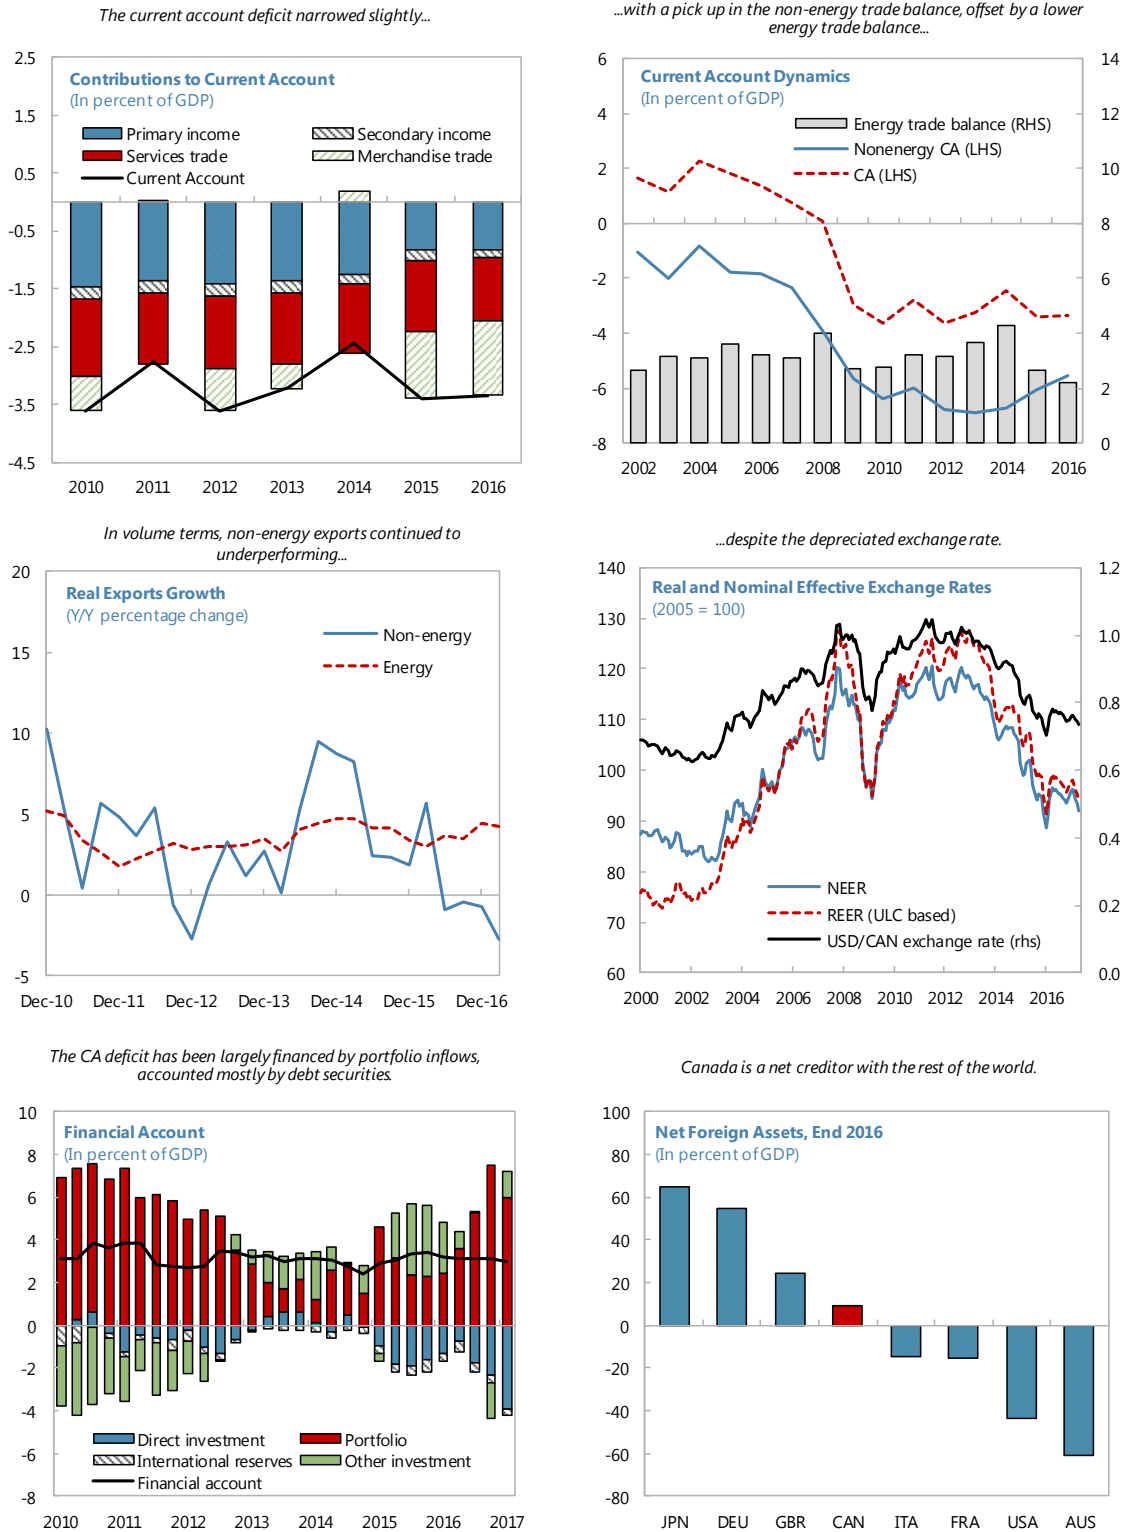 The current account deficit narrowed slightly...
2.5
1.5
0.5
-0.5
-1.5
-2.5
-3.5
-4.5
Contributions to Current Account
(In percent of GDP)
Primary income
Secondary income
Services trade
Merchandise trade
Current Account
2010 2011 2012 2013 2014 2015 2016
...with a pick up in the non-energy trade balance, offset by a lower
energy trade balance...
6
4
2
0
-2
-4
-6
-8
14
12
10
8
6
4
2
0
Current Account Dynamics
(In percent of GDP)
Energy trade balance (RHS)
Nonenergy CA (LHS)
CA (LHS)
2002 2004 2006 2008 2010 2012 2014 2016
In volume terms, non-energy exports continued to
underperforming...
20
15
10
5
0
-5
Real Exports Growth
(Y/Y percentage change)
Non-energy
Energy
Dec-10 Dec-11 Dec-12 Dec-13 Dec-14 Dec-15 Dec-16
...despite the depreciated exchange rate.
140
130
120
110
100
90
80
70
60
1.2
1.0
0.8
0.6
0.4
0.2
0.0
Real and Nominal Effective Exchange Rates
(2005 = 100)
NEER
REER (ULC based)
USD/CAN exchange rate (rhs)
2000 2002 2004 2006 2008 2010 2012 2014 2016
The CA deficit has been largely financed by portfolio inflows,
accounted mostly by debt securities.
10
8
6
4
2
0
-2
-4
-6
-8
Financial Account
(In percent of GDP)
Direct investment
Portfolio
International reserves
Other investment
Financial account
2010 2011 2012 2013 2014 2015 2016 2017
Canada is a net creditor with the rest of the world.
100
80
60
40
20
0
-20
-40
-60
-80
Net Foreign Assets, End 2016
(In percent of GDP)
JPN DEU GBR CAN ITA FRA USA AUS